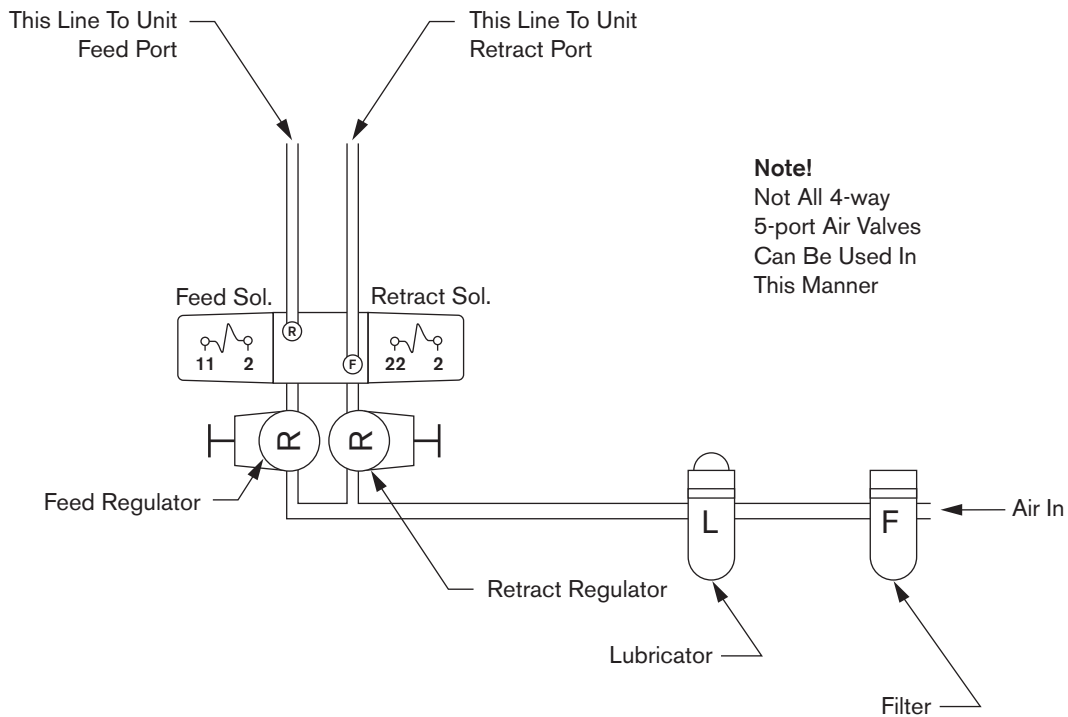 This Line To Unit
Feed Port
This Line To Unit
Retract Port
Note!
Not All 4-way
5-port Air Valves
Can Be Used In
This Manner
Feed Sol.
Retract Sol.
R
F
11 2
22 2
R
R
Feed Regulator
Retract Regulator
L
F
Air In
Lubricator
Filter